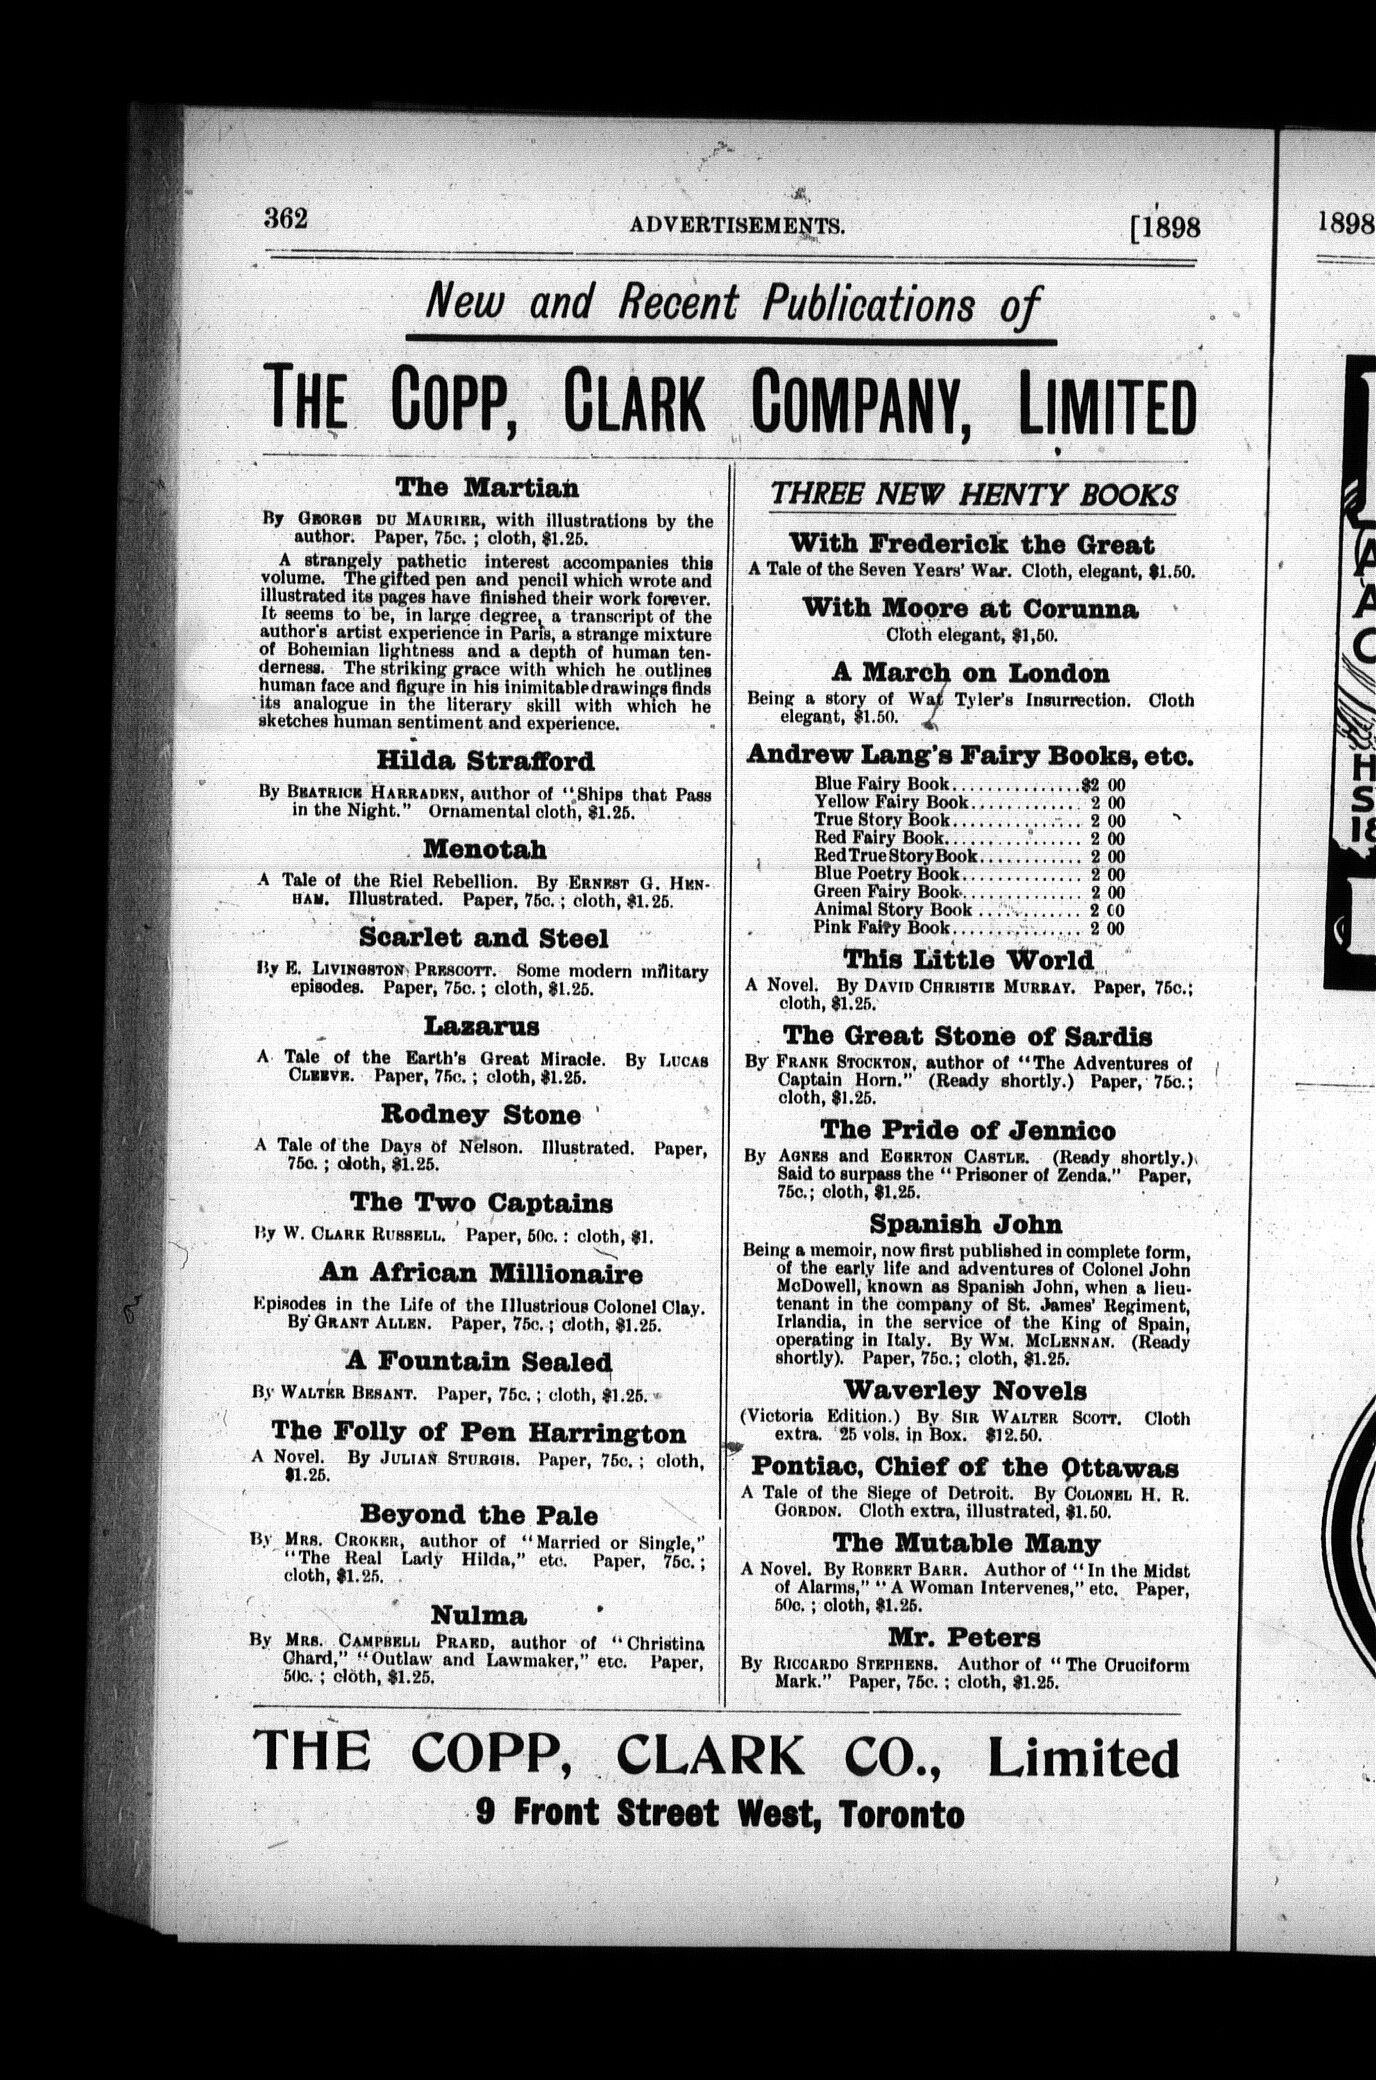 362
ADVERTISEMENTS.
[1898
New and Recent Publications of
THE COPP, CLARK COMPANY, LIMITED
The Martian
By GEORGE DU MAURIER, with illustrations by the
author. Paper, 75c. ; cloth, $1.25.
A strangely pathetic interest accompanies this
volume. The gifted pen and pencil which wrote and
illustrated its pages have finished their work forever.
It seems to be, in large degree, a transcript of the
author's artist experience in Paris, a strange mixture
of Bohemian lightness and a depth of human ten-
derness. The striking grace with which he outlines
human face and figure in his inimitable drawings finds
its analogue in the literary skill with which he
sketches human sentiment and experience.
Hilda Strafford
By BEATRICE HARRADEN, author of "Ships that Pass
in the Night." Ornamental cloth, $1.25.
Menotah
A Tale of the Riel Rebellion. By ERNEST G. HEN-
HAM. Illustrated. Paper, 75c. ; cloth, $1.25.
Scarlet and Steel
By E. LIVINGSTON PRESCOTT. Some modern military
episodes. Paper, 75c. ; cloth, $1.25.
Lazarus
A Tale of the Earth's Great Miracle. By LUCAS
CLEEVE. Paper, 75c. ; cloth, $1.25.
Rodney Stone
A Tale of the Days of Nelson. Illustrated. Paper,
75c. ; cloth, $1.25.
The Two Captains
By W. CLARK RUSSELL. Paper, 50c. : cloth, $1.
An African Millionaire
Episodes in the Life of the Illustrious Colonel Clay.
By GRANT ALLEN. Paper, 75c. ; cloth, $1.25.
A Fountain Sealed
By WALTER BESANT. Paper, 75c. ; cloth, $1.25.
The Folly of Pen Harrington
A Novel. By JULIAN STURGIS. Paper, 75c. ; cloth,
$1.25.
Beyond the Pale
By MRS. CROKER, author of "Married or Single,"
"The Real Lady Hilda," etc. Paper, 75c. ;
cloth, $1.25.
Nulma
By MRS. CAMPBELL PRAED, author of "Christina
Chard," "Outlaw and Lawmaker," etc. Paper,
50c. ; cloth, $1.25.
THREE NEW HENTY BOOKS
With Frederick the Great
A Tale of the Seven Years' War. Cloth, elegant, $1.50.
With Moore at Corunna
Cloth elegant, $1,50.
A March on London
Being a story of Wat Tyler's Insurrection. Cloth
elegant, $1.50.
Andrew Lang's Fairy Books, etc.
Blue Fairy Book..............$2 00
Yellow Fairy Book............ 2 00
True Story Book.............. 2 00
Red Fairy Book............... 2 00
Red True Story Book............ 2 00
Blue Poetry Book............. 2 00
Green Fairy Book............. 2 00
Animal Story Book ............ 2 00
Pink Fairy Book.............. 2 00
This Little World
A Novel. By DAVID CHRISTIE MURRAY. Paper, 75c.;
cloth, $1.25.
The Great Stone of Sardis
By FRANK STOCKTON, author of "The Adventures of
Captain Horn." (Ready shortly.) Paper, 75c.;
cloth, $1.25.
The Pride of Jennico
By AGNES and EGERTON CASTLE. (Ready shortly.)
Said to surpass the "Prisoner of Zenda." Paper,
75c.; cloth, $1.25.
Spanish John
Being a memoir, now first published in complete form,
of the early life and adventures of Colonel John
McDowell, known as Spanish John, when a lieu-
tenant in the company of St. James' Regiment,
Irlandia, in the service of the King of Spain,
operating in Italy. By WM. MCLENNAN. (Ready
shortly). Paper, 75c.; cloth, $1.25.
Waverley Novels
(Victoria Edition.) By SIR WALTER SCOTT. Cloth
extra. 25 vols. in Box. $12.50.
Pontiac, Chief of the Ottawas
A Tale of the Siege of Detroit. By COLONEL H. R.
GORDON. Cloth extra, illustrated, $1.50.
The Mutable Many
A Novel. By ROBERT BARR. Author of "In the Midst
of Alarms," "A Woman Intervenes," etc. Paper,
50c. ; cloth, $1.25.
Mr. Peters
By RICCARDO STEPHENS. Author of "The Cruciform
Mark." Paper, 75c. ; cloth, $1.25.
THE COPP, CLARK CO., Limited
9 Front Street West, Toronto
1898